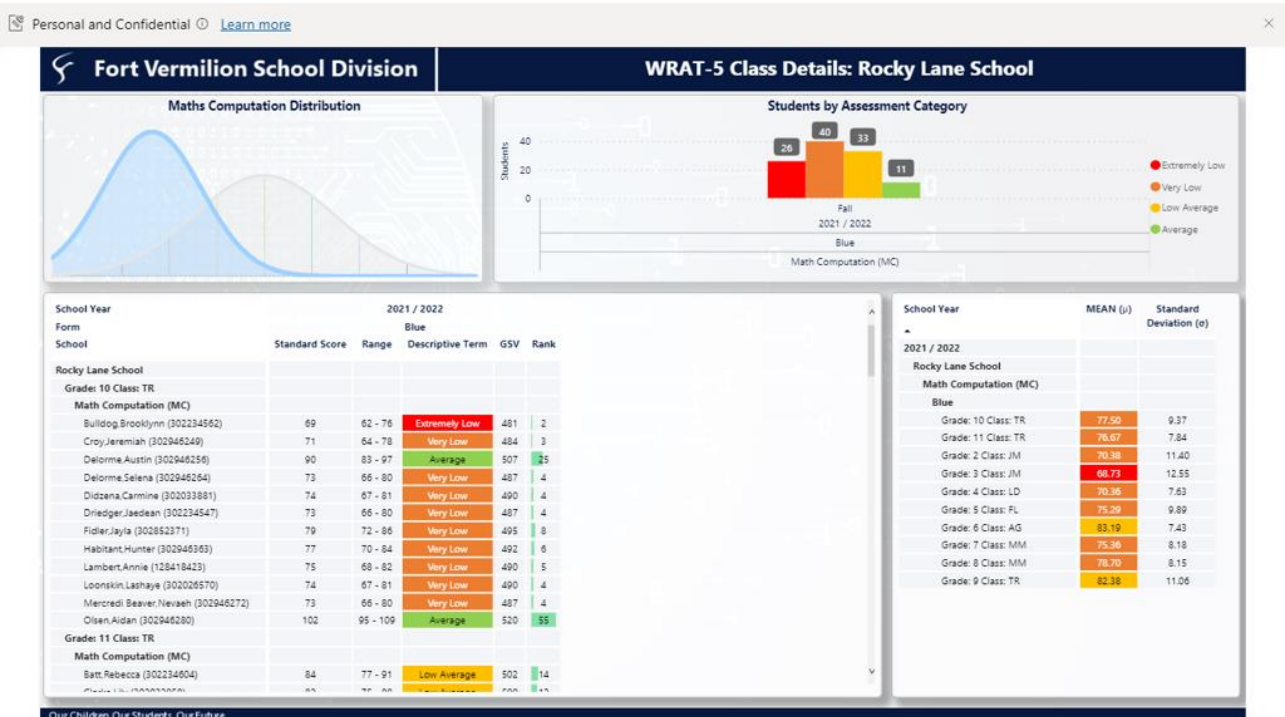 Personal and Confidential Learn more
Fort Vermilion School Division
WRAT-5 Class Details: Rocky Lane School
Maths Computation Distribution
Students by Assessment Category
Students
40
20
0
26
40
33
11
Fall
2021 / 2022
Blue
Math Computation (MC)
Extremely Low
Very Low
Low Average
Average
School Year 2021 / 2022
Form Blue
School Standard Score Range Descriptive Term GSV Rank
Rocky Lane School
Grade: 10 Class: TR
Math Computation (MC)
Bulldog,Brooklynn (302234562) 69 62 - 76 Extremely Low 481 2
Croy,Jeremiah (302946249) 71 64 - 78 Very Low 484 3
Delorme,Austin (302946256) 90 83 - 97 Average 507 25
Delorme,Selena (302946264) 73 66 - 80 Very Low 487 4
Didzena,Carmine (302033881) 74 67 - 81 Very Low 490 4
Driedger,Jaedean (302234547) 73 66 - 80 Very Low 487 4
Fidler,Jayla (302852371) 79 72 - 86 Very Low 495 8
Habitant,Hunter (302946363) 77 70 - 84 Very Low 492 6
Lambert,Annie (128418423) 75 68 - 82 Very Low 490 5
Loonskin,Lashaye (302026570) 74 67 - 81 Very Low 490 4
Mercredi Beaver,Nevaeh (302946272) 73 66 - 80 Very Low 487 4
Olsen,Aidan (302946280) 102 95 - 109 Average 520 55
Grade: 11 Class: TR
Math Computation (MC)
Batt,Rebecca (302234604) 84 77 - 91 Low Average 502 14
School Year MEAN (μ) Standard
Deviation (σ)
2021 / 2022
Rocky Lane School
Math Computation (MC)
Blue
Grade: 10 Class: TR 77.50 9.37
Grade: 11 Class: TR 76.67 7.84
Grade: 2 Class: JM 70.38 11.40
Grade: 3 Class: JM 68.73 12.55
Grade: 4 Class: LD 70.36 7.63
Grade: 5 Class: FL 75.29 9.89
Grade: 6 Class: AG 83.19 7.43
Grade: 7 Class: MM 75.36 8.18
Grade: 8 Class: MM 78.70 8.15
Grade: 9 Class: TR 82.38 11.06
Our Children, Our Students, Our Future